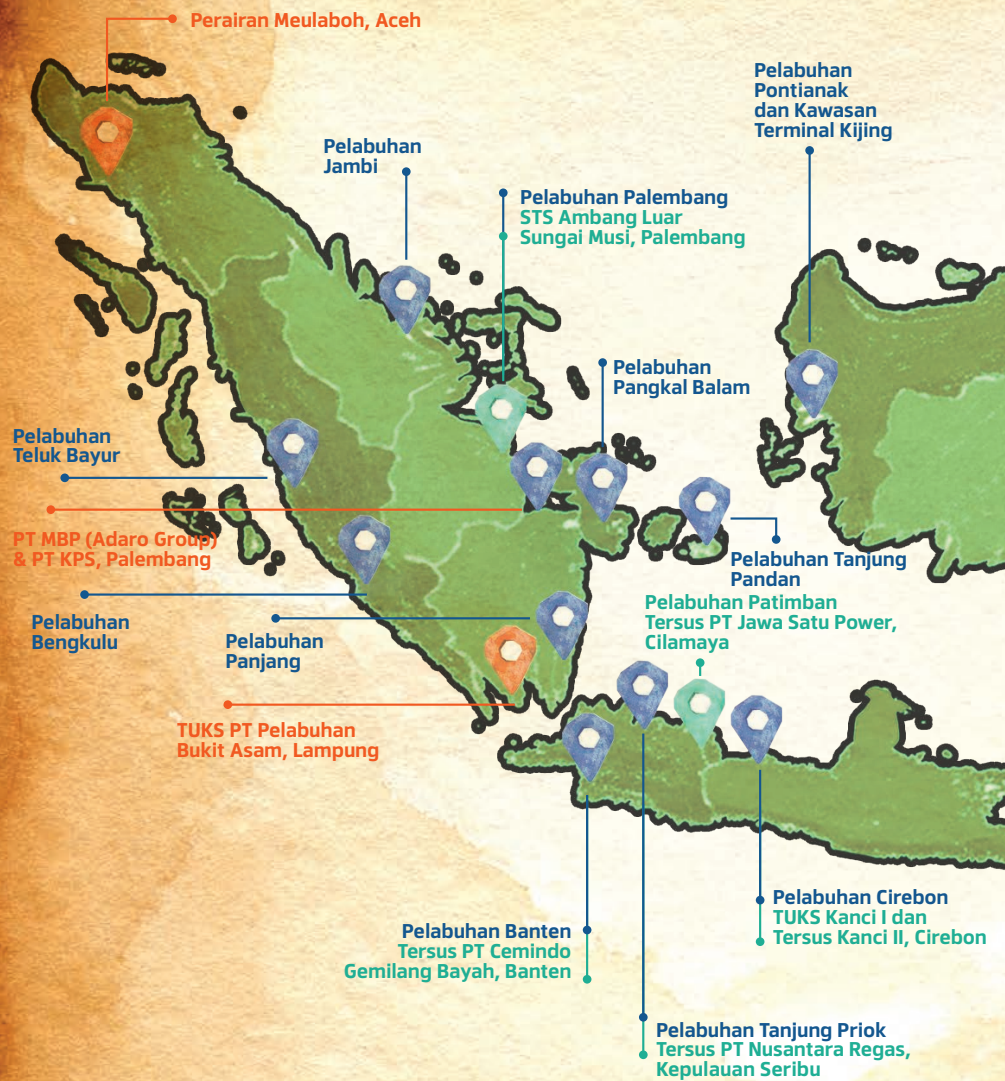 Perairan Meulaboh, Aceh
Pelabuhan
Pontianak
dan Kawasan
Terminal Kijing
Pelabuhan
Jambi
Pelabuhan Palembang
STS Ambang Luar
Sungai Musi, Palembang
Pelabuhan
Pangkal Balam
Pelabuhan
Teluk Bayur
PT MBP (Adaro Group)
& PT KPS, Palembang
Pelabuhan Tanjung
Pandan
Pelabuhan Patimban
Tersus PT Jawa Satu Power,
Cilamaya
Pelabuhan
Bengkulu
Pelabuhan
Panjang
TUKS PT Pelabuhan
Bukit Asam, Lampung
Pelabuhan Cirebon
TUKS Kanci I dan
Tersus Kanci II, Cirebon
Pelabuhan Banten
Tersus PT Cemindo
Gemilang Bayah, Banten
Pelabuhan Tanjung Priok
Tersus PT Nusantara Regas,
Kepulauan Seribu